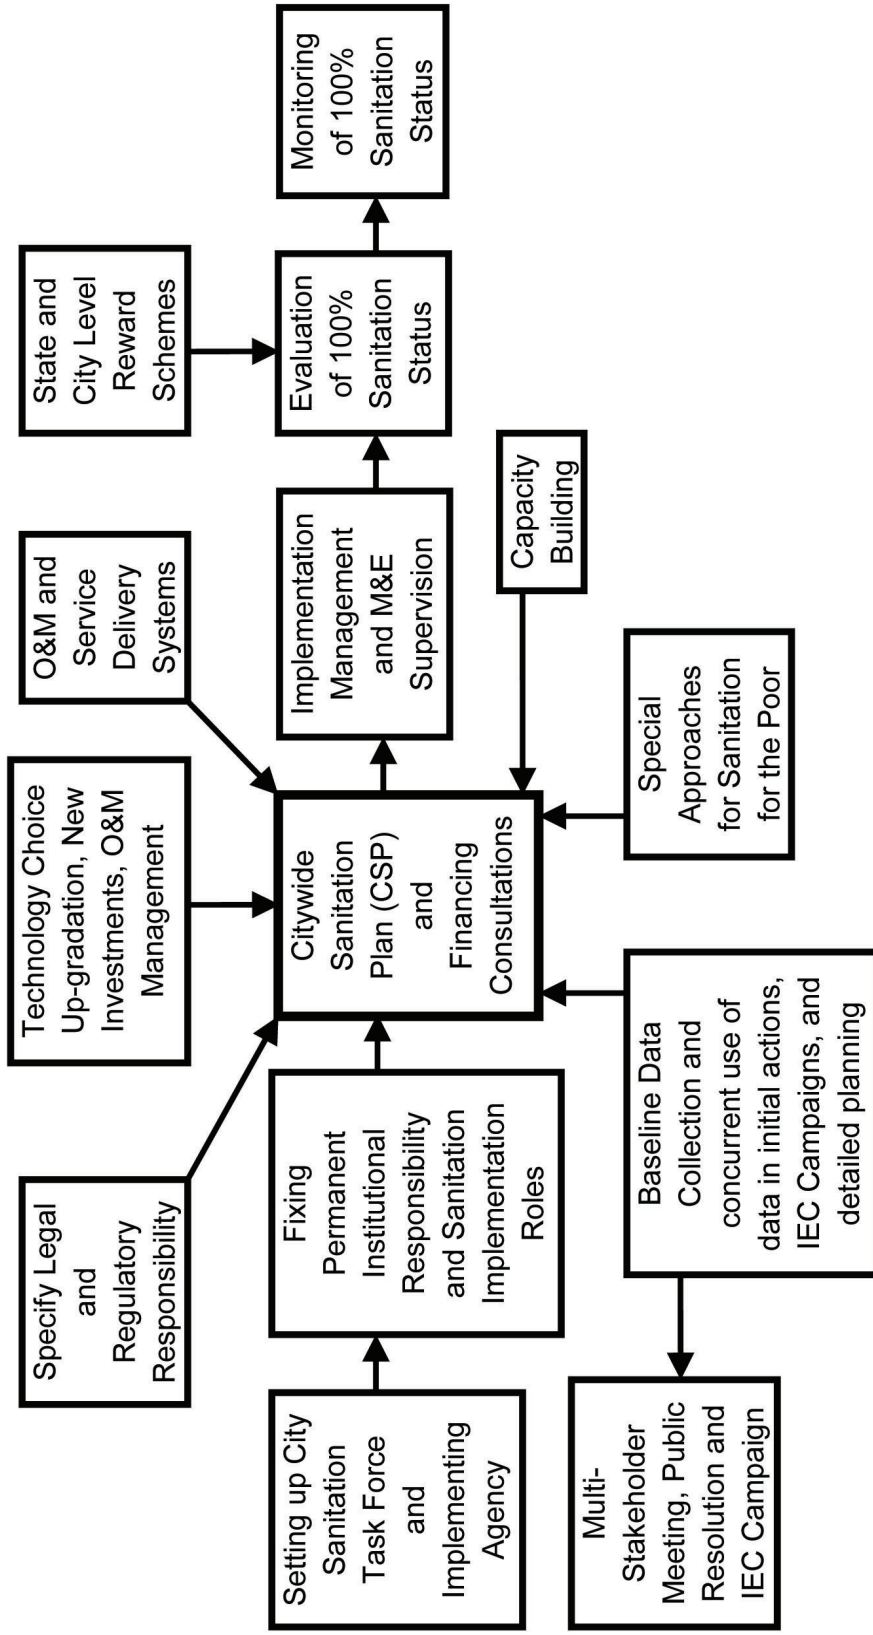 Specify Legal
and
Regulatory
Responsibility
Technology Choice
Up-gradation, New
Investments, O&M
Management
O&M and
Service
Delivery
Systems
State and
City Level
Reward
Schemes
Setting up City
Sanitation
Task Force
and
Implementing
Agency
Fixing
Permanent
Institutional
Responsibility
and Sanitation
Implementation
Roles
Citywide
Sanitation
Plan (CSP)
and
Financing
Consultations
Implementation
Management
and M&E
Supervision
Evaluation
of 100%
Sanitation
Status
Monitoring
of 100%
Sanitation
Status
Multi-
Stakeholder
Meeting, Public
Resolution and
IEC Campaign
Baseline Data
Collection and
concurrent use of
data in initial actions,
IEC Campaigns, and
detailed planning
Special
Approaches
for Sanitation
for the Poor
Capacity
Building